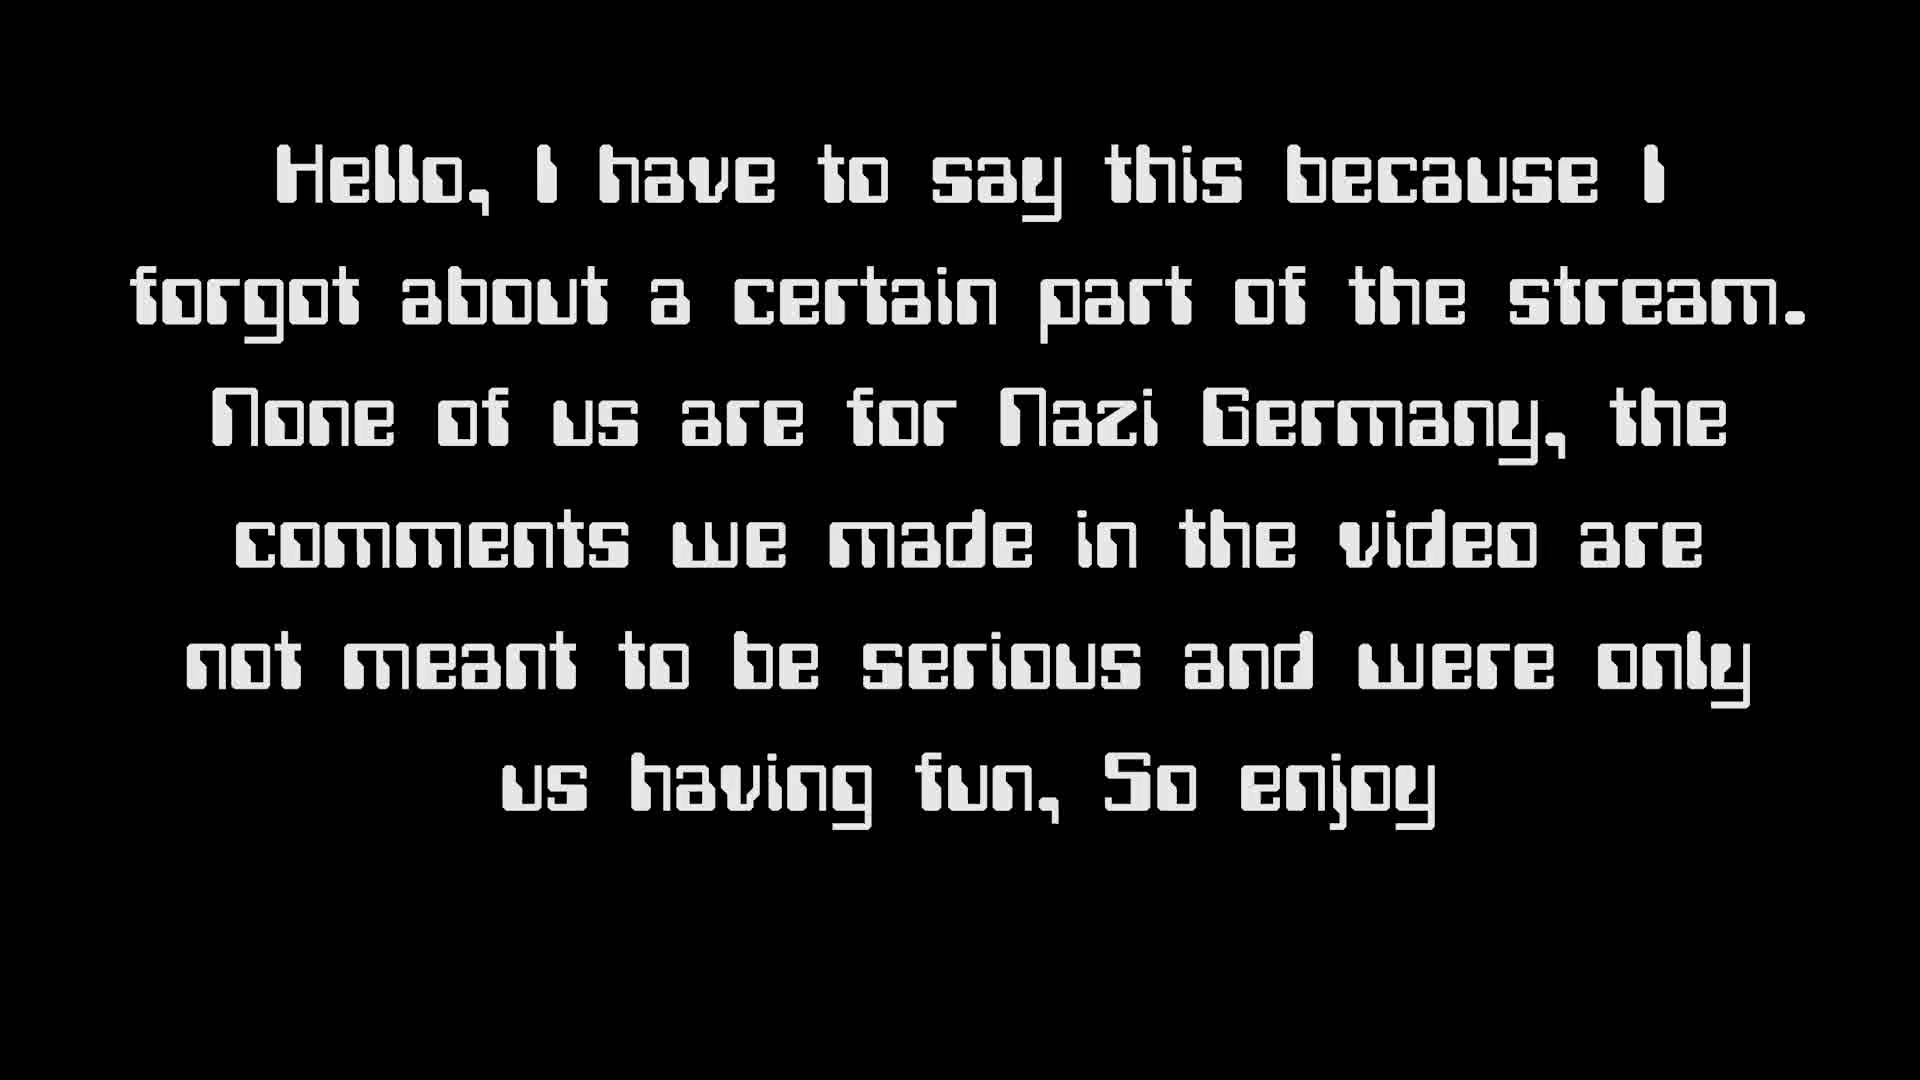 Hello, I have to say this because I
forgot about a certain part of the stream.
None of us are for Nazi Germany, the
comments we made in the video are
not meant to be serious and were only
us having fun, So enjoy